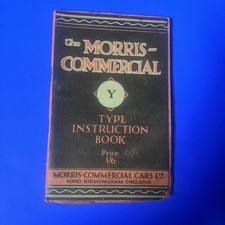 The MORRIS-
COMMERCIAL
Y
TYPE
INSTRUCTION
BOOK
Price
1/6
MORRIS-COMMERCIAL CARS LTD
SOHO, BIRMINGHAM, ENGLAND.